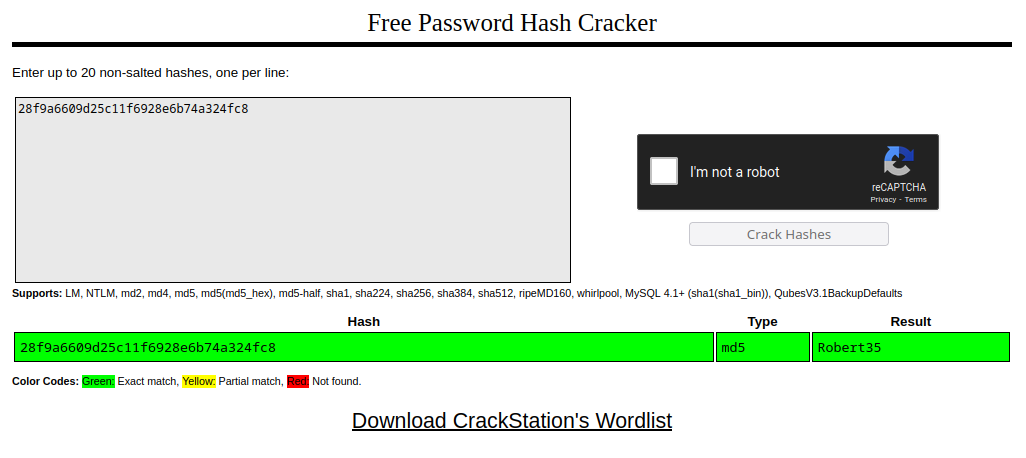 Free Password Hash Cracker
Enter up to 20 non-salted hashes, one per line:
28f9a6609d25c11f6928e6b74a324fc8
I'm not a robot
reCAPTCHA
Privacy - Terms
Crack Hashes
Supports: LM, NTLM, md2, md4, md5, md5(md5_hex), md5-half, sha1, sha224, sha256, sha384, sha512, ripeMD160, whirlpool, MySQL 4.1+ (sha1(sha1_bin)), QubesV3.1BackupDefaults
Hash Type Result
28f9a6609d25c11f6928e6b74a324fc8 md5 Robert35
Color Codes: Green: Exact match, Yellow: Partial match, Red: Not found.
Download CrackStation's Wordlist